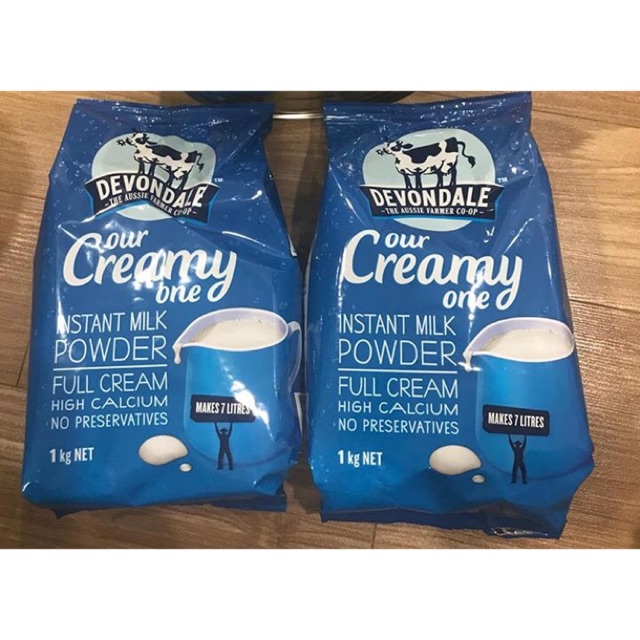 DEVONDALE™
- THE AUSSIE FARMER CO-OP -
our
Creamy
one
INSTANT MILK
POWDER
FULL CREAM
HIGH CALCIUM
NO PRESERVATIVES
MAKES 7 LITRES
1 kg NET
DEVONDALE™
- THE AUSSIE FARMER CO-OP -
our
Creamy
one
INSTANT MILK
POWDER
FULL CREAM
HIGH CALCIUM
NO PRESERVATIVES
MAKES 7 LITRES
1 kg NET